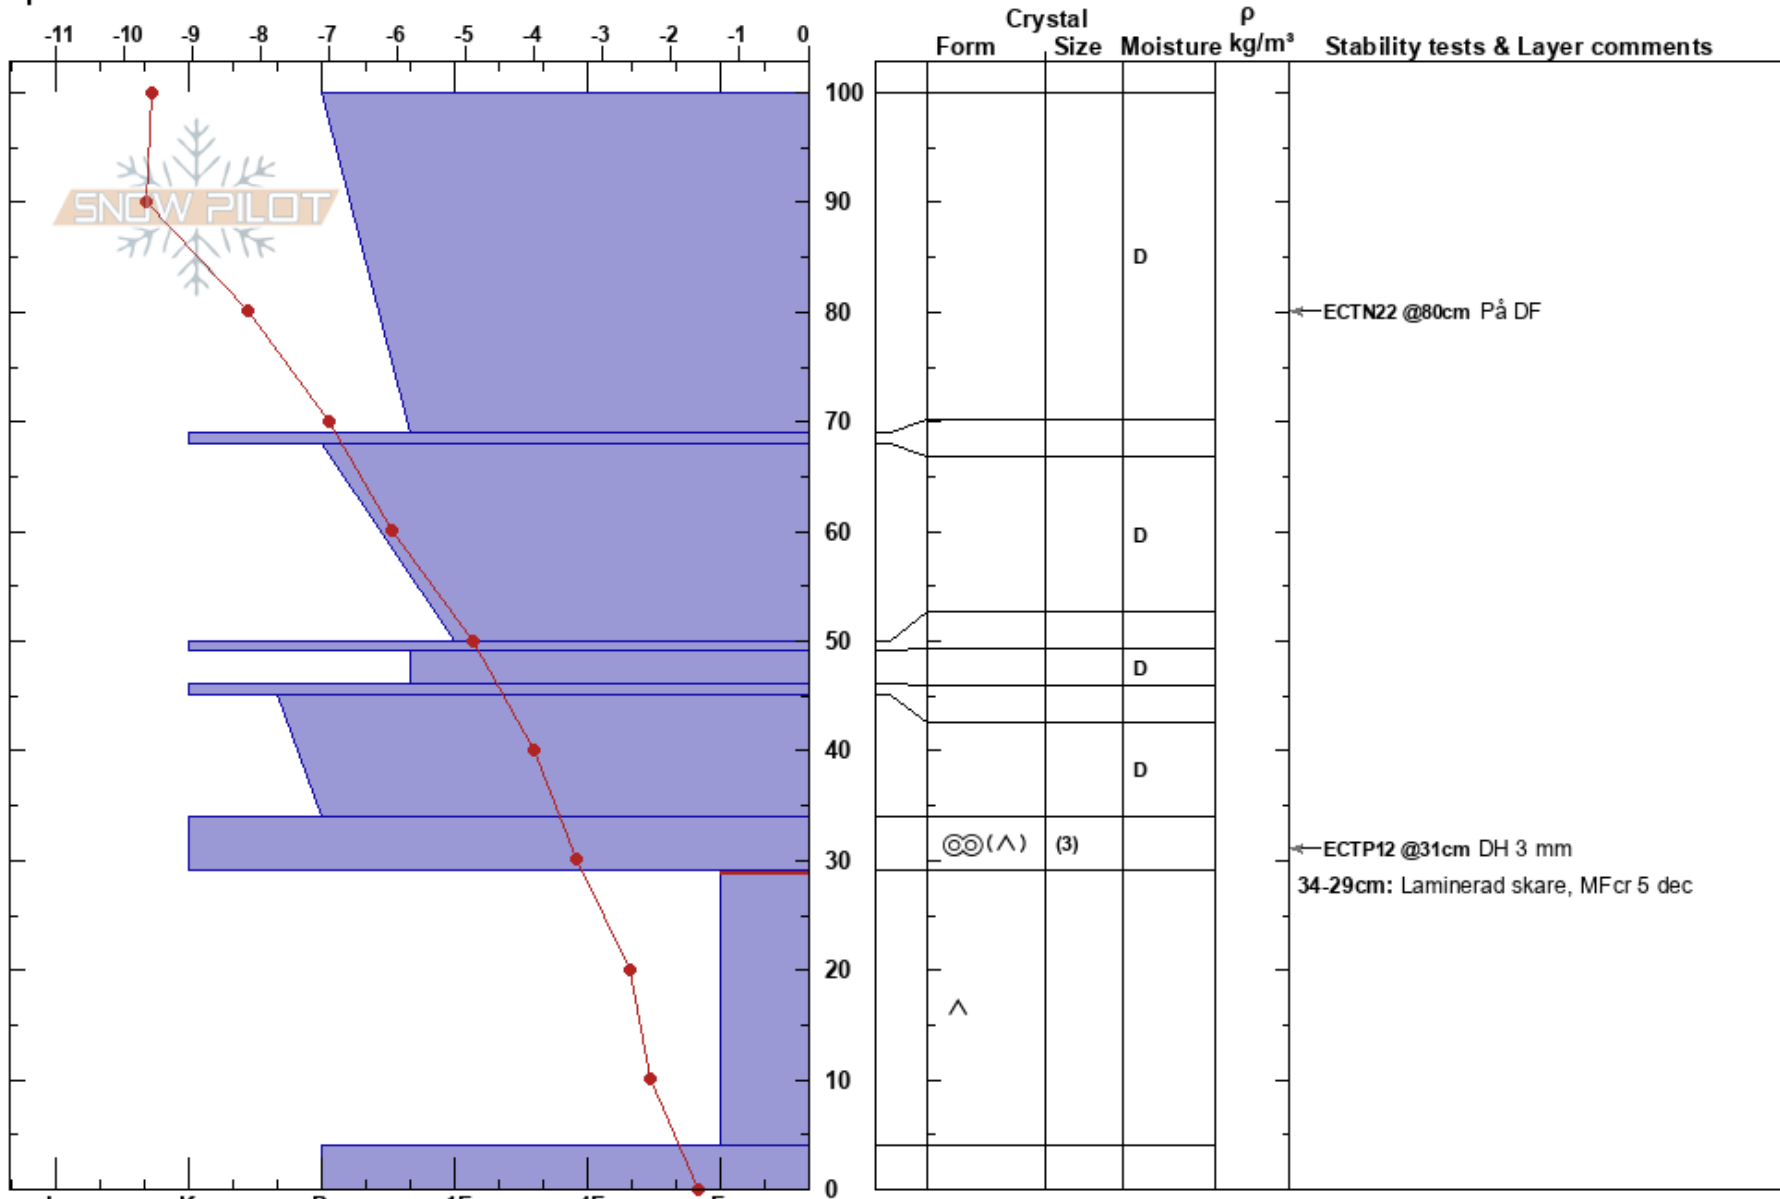 Crystal ρ
-11 -10 -9 -8 -7 -6 -5 -4 -3 -2 -1 0 Form Size Moisture kg/m³ Stability tests & Layer comments
100
SNOW PILOT
90
D
80 ECTN22 @80cm På DF
70
60 D
50
D
40
D
(3)
30 ECTP12 @31cm DH 3 mm
34-29cm: Laminerad skare, MFcr 5 dec
20
10
0